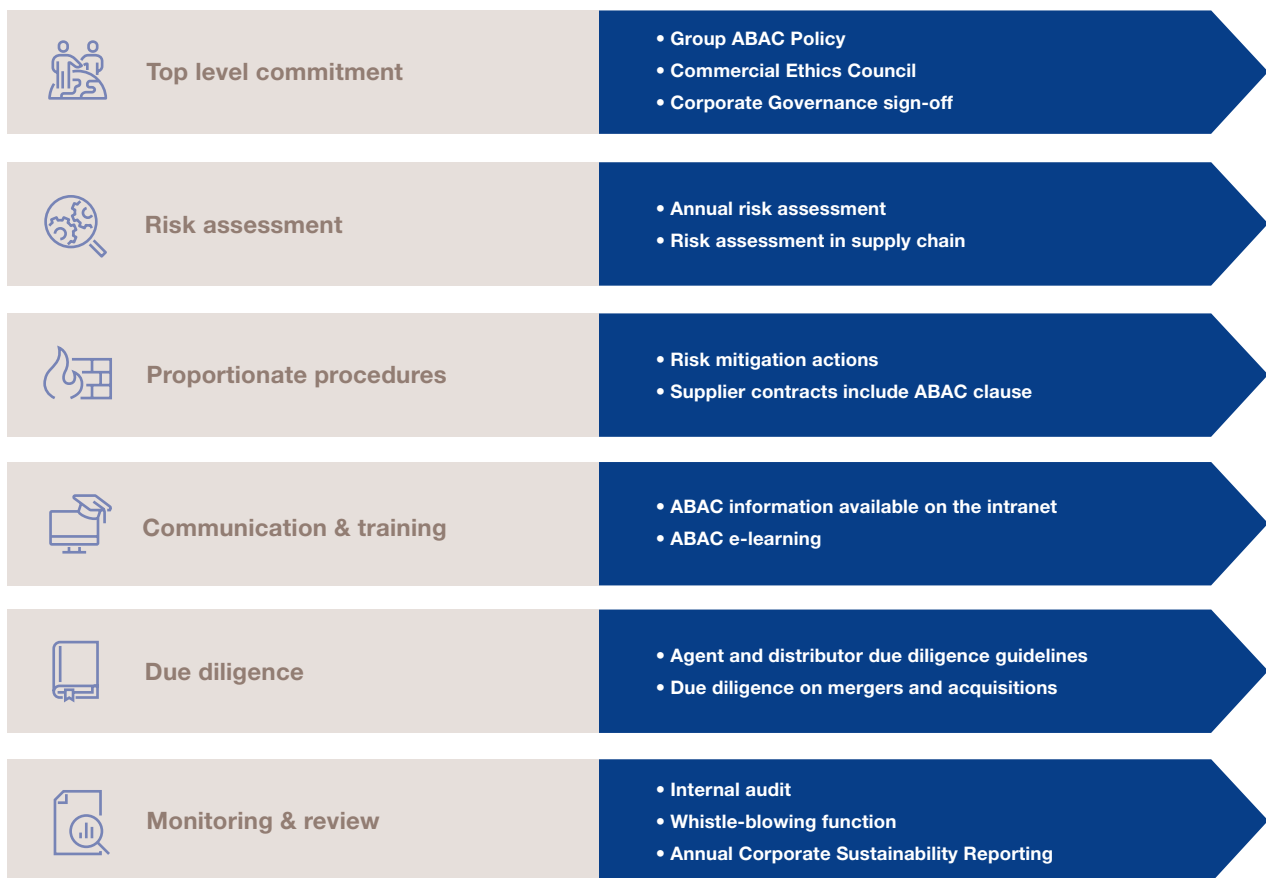 Top level commitment
• Group ABAC Policy
• Commercial Ethics Council
• Corporate Governance sign-off
Risk assessment
• Annual risk assessment
• Risk assessment in supply chain
Proportionate procedures
• Risk mitigation actions
• Supplier contracts include ABAC clause
Communication & training
• ABAC information available on the intranet
• ABAC e-learning
Due diligence
• Agent and distributor due diligence guidelines
• Due diligence on mergers and acquisitions
Monitoring & review
• Internal audit
• Whistle-blowing function
• Annual Corporate Sustainability Reporting